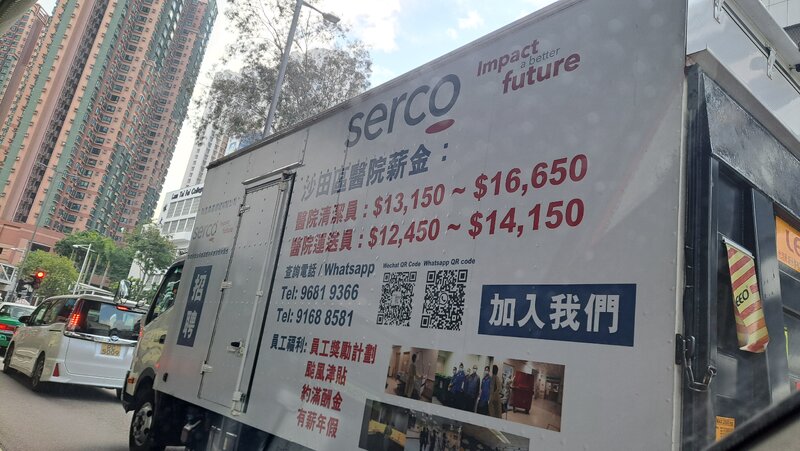 serco
Impact
a better
future
沙田區醫院薪金：
醫院清潔員：$13,150 ~ $16,650
醫院運送員：$12,450 ~ $14,150
查詢電話 / Whatsapp
Tel: 9681 9366
Tel: 9168 8581
Wechat QR Code
Whatsapp QR code
加入我們
員工福利: 員工獎勵計劃
颱風津貼
約滿酬金
有薪年假
serco
招聘